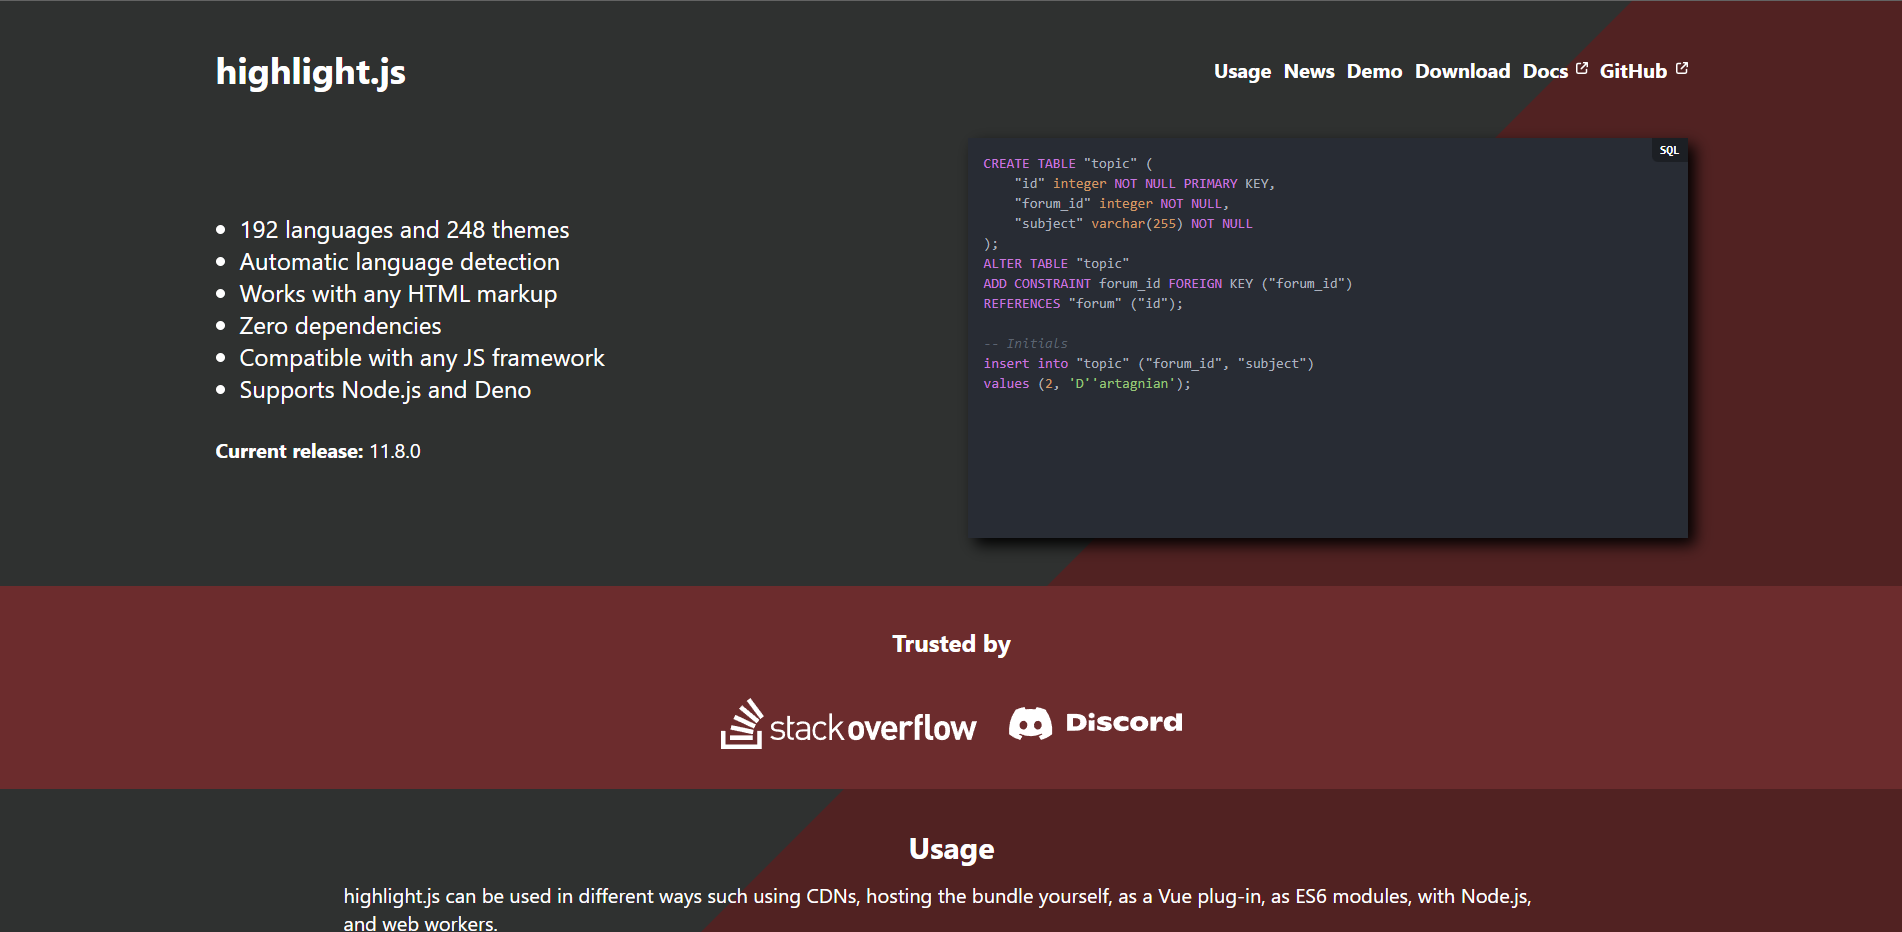 highlight.js
Usage News Demo Download Docs GitHub
192 languages and 248 themes
Automatic language detection
Works with any HTML markup
Zero dependencies
Compatible with any JS framework
Supports Node.js and Deno
Current release: 11.8.0
SQL
CREATE TABLE "topic" (
    "id" integer NOT NULL PRIMARY KEY,
    "forum_id" integer NOT NULL,
    "subject" varchar(255) NOT NULL
);
ALTER TABLE "topic"
ADD CONSTRAINT forum_id FOREIGN KEY ("forum_id")
REFERENCES "forum" ("id");
-- Initials
insert into "topic" ("forum_id", "subject")
values (2, 'D''artagnian');
Trusted by
stackoverflow Discord
Usage
highlight.js can be used in different ways such using CDNs, hosting the bundle yourself, as a Vue plug-in, as ES6 modules, with Node.js,
and web workers.